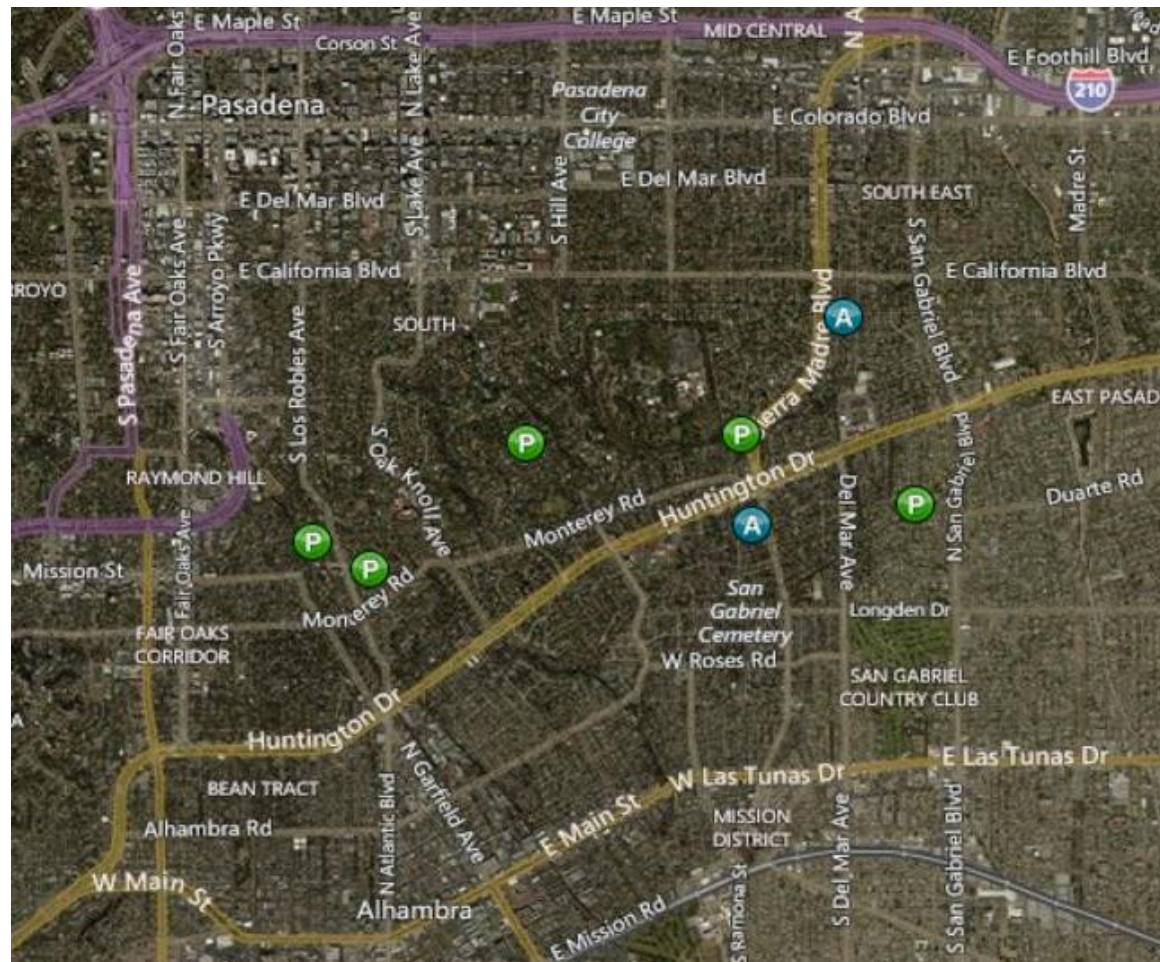 E Maple St
E Maple St
Corson St
MID CENTRAL
N A
E Foothill Blvd
210
N Fair Oaks
N Lake Ave
Pasadena
Pasadena
City
College
E Colorado Blvd
E Del Mar Blvd
E Del Mar Blvd
SOUTH EAST
Madre St
S Lake Ave
S Hill Ave
S Fair Oaks Ave
S Arroyo Pkwy
S San Gabriel Blvd
E California Blvd
E California Blvd
RROYO
S Pasadena Ave
SOUTH
A
ierra Madre Blvd
S Los Robles Ave
EAST PASAD
P
P
S Oak Knoll Ave
RAYMOND HILL
Huntington Dr
Del Mar Ave
N San Gabriel Blvd
Duarte Rd
P
Monterey Rd
A
P
P
Mission St
Fair Oaks Ave
Monterey Rd
San
Gabriel
Cemetery
Longden Dr
FAIR OAKS
CORRIDOR
W Roses Rd
SAN GABRIEL
COUNTRY CLUB
A
Huntington Dr
W Las Tunas Dr
E Las Tunas Dr
BEAN TRACT
N Atlantic Blvd
N Garfield Ave
Alhambra Rd
E Main St
MISSION
DISTRICT
S Del Mar Ave
S San Gabriel Blvd
W Main St
Alhambra
E Mission Rd
S Ramona St